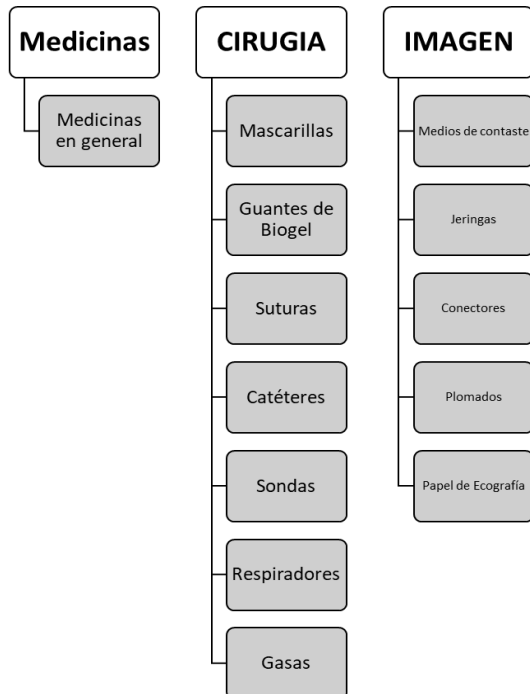 Medicinas
Medicinas
en general
CIRUGIA
Mascarillas
Guantes de
Biogel
Suturas
Catéteres
Sondas
Respiradores
Gasas
IMAGEN
Medios de contaste
Jeringas
Conectores
Plomados
Papel de Ecografía